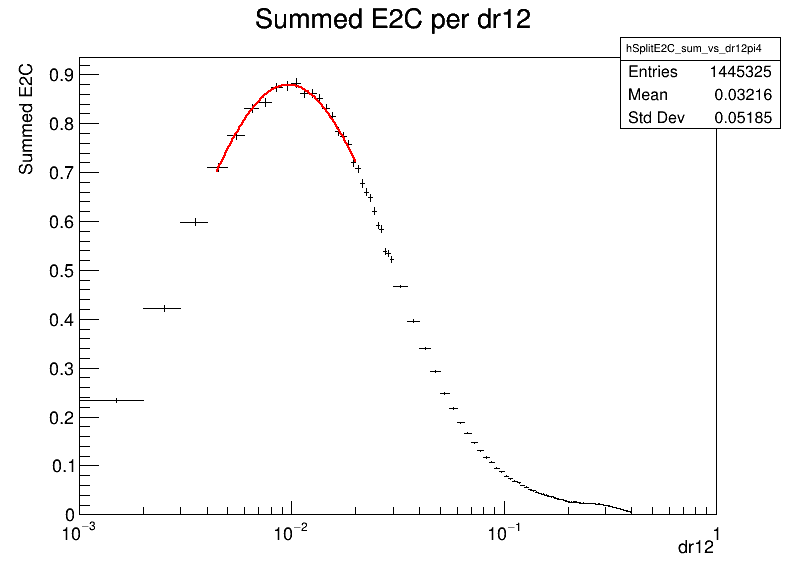 Summed E2C per dr12
hSplitE2C_sum_vs_dr12pi4
Entries 1445325
Mean 0.03216
Std Dev 0.05185
Summed E2C
0.9
0.8
0.7
0.6
0.5
0.4
0.3
0.2
0.1
0
10⁻³ 10⁻² 10⁻¹ 1
dr12